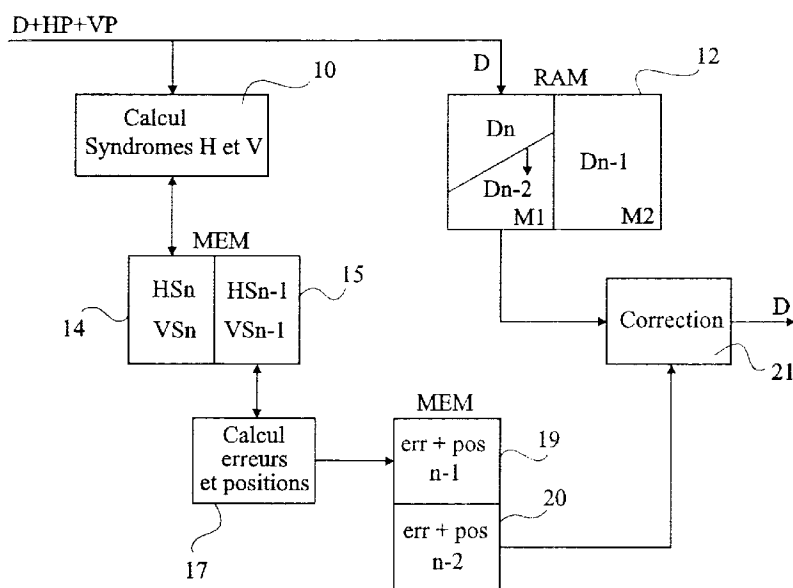 D+HP+VP
10
D
RAM
12
Calcul
Syndromes H et V
Dn
Dn-2
M1
Dn-1
M2
MEM
14
HSn
VSn
HSn-1
VSn-1
15
Correction
D
21
Calcul
erreurs
et positions
17
MEM
err + pos
n-1
19
err + pos
n-2
20